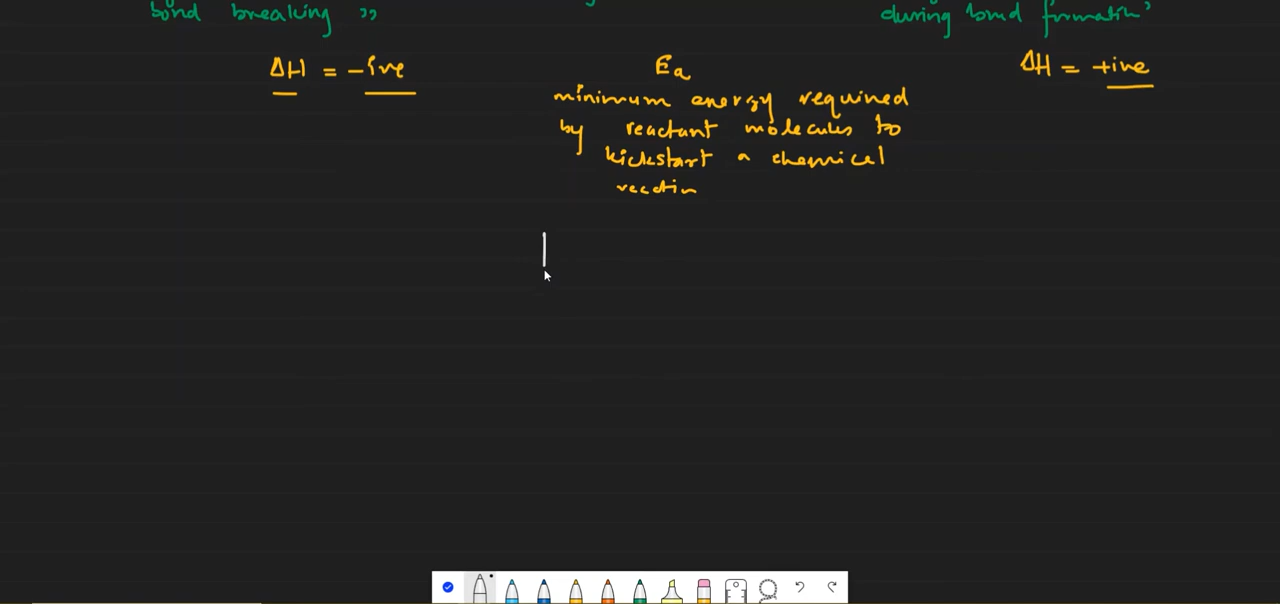 bond breaking ”
during bond formation”
ΔH = -ive
Ea
ΔH = +ive
minimum energy required
by reactant molecules to
kickstart a chemical
reaction